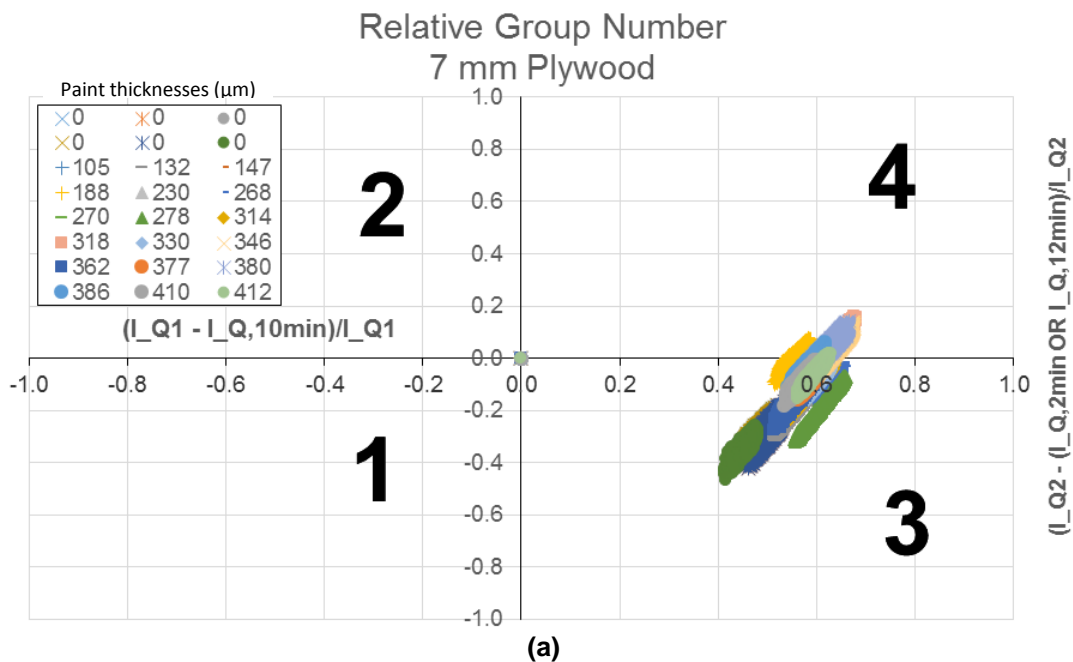 Relative Group Number
7 mm Plywood
Paint thicknesses (µm)
0 0 0
0 0 0
105 132 147
188 230 268
270 278 314
318 330 346
362 377 380
386 410 412
1.0
0.8
0.6
0.4
0.2
0.0
-0.2
-0.4
-0.6
-0.8
-1.0
2
4
1
3
(I_Q1 - I_Q,10min)/I_Q1
-1.0 -0.8 -0.6 -0.4 -0.2 0.0 0.2 0.4 0.6 0.8 1.0
(I_Q2 - (I_Q,2min OR I_Q,12min)/I_Q2
(a)